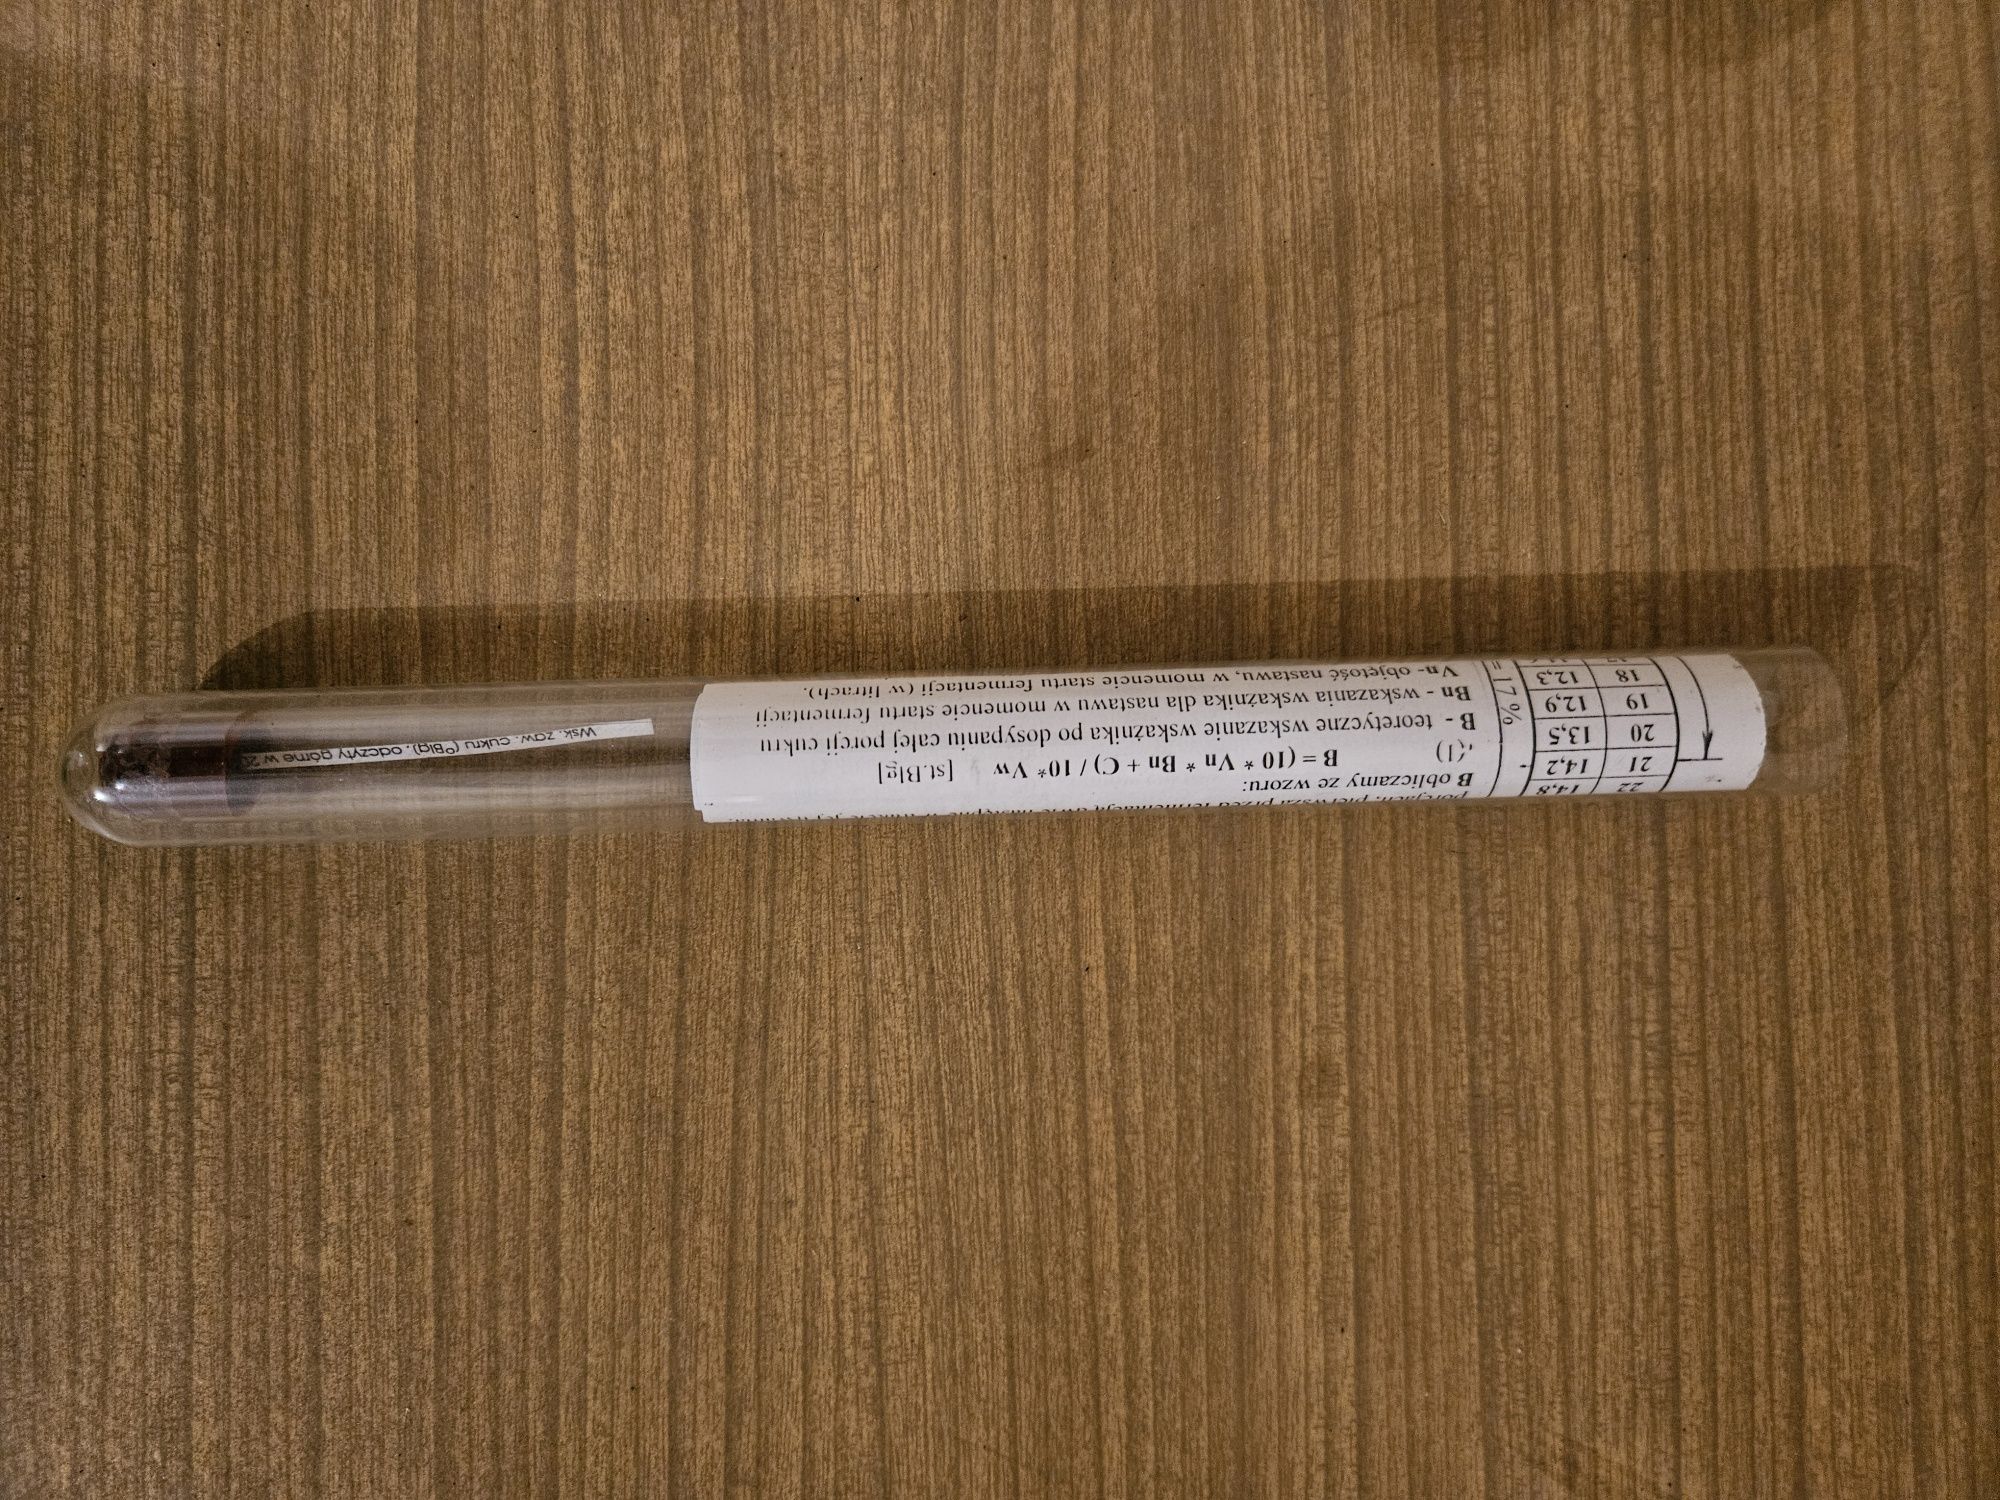 B obliczamy ze wzoru:
(1) B = (10 * Vn * Bn + C) / 10* Vw [st.Blg]
B - teoretyczne wskazanie wskaźnika po dosypaniu całej porcji cukru
Bn - wskazania wskaźnika dla nastawu w momencie startu fermentacji
Vn- objętość nastawu, w momencie startu fermentacji (w litrach).
= 17%
22 14,8
21 14,2
20 13,5
19 12,9
18 12,3
Wsk. zaw. cukru (°Blg), odczyty górne w